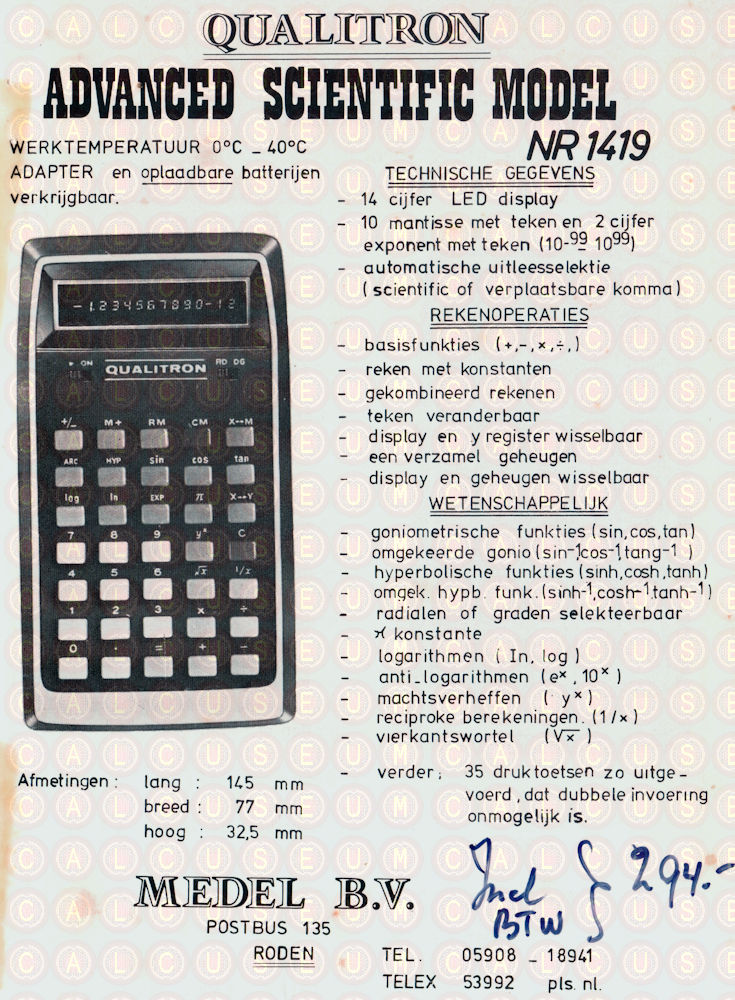 QUALITRON
ADVANCED SCIENTIFIC MODEL
NR 1419
WERKTEMPERATUUR 0°C _ 40°C
ADAPTER en oplaadbare batterijen
verkrijgbaar.
TECHNISCHE GEGEVENS
- 14 cijfer LED display
- 10 mantisse met teken en 2 cijfer
exponent met teken (10-99 1099)
- automatische uitleesselektie
(scientific of verplaatsbare komma)
REKENOPERATIES
- basisfunkties (+,-,×,÷,)
- reken met konstanten
- gekombineerd rekenen
- teken veranderbaar
- display en y register wisselbaar
- een verzamel geheugen
- display en geheugen wisselbaar
WETENSCHAPPELIJK
- goniometrische funkties (sin,cos,tan)
- omgekeerde gonio (sin-1,cos-1,tang-1)
- hyperbolische funkties (sinh,cosh,tanh)
- omgek. hypb. funk. (sinh-1,cosh-1,tanh-1)
- radialen of graden selekteerbaar
- π konstante
- logarithmen (In, log)
- anti_logarithmen (eˣ, 10ˣ)
- machtsverheffen (yˣ)
- reciproke berekeningen. (1/×)
- vierkantswortel (√x)
- verder; 35 druktoetsen zo uitge-
voerd, dat dubbele invoering
onmogelijk is.
-1.234567890-12
ON
QUALITRON
RD DG
+/_ M+ RM CM X↔M
ARC HYP sin cos tan
log ln EXP π X↔Y
7 8 9 yˣ C
4 5 6 √x 1/x
1 2 3 × ÷
0 . = + -
Afmetingen : lang : 145 mm
breed : 77 mm
hoog : 32,5 mm
Incl
BTW
294.-
MEDEL B.V.
POSTBUS 135
RODEN
TEL. 05908 _ 18941
TELEX 53992 pls. nl.
CALCUSEUM